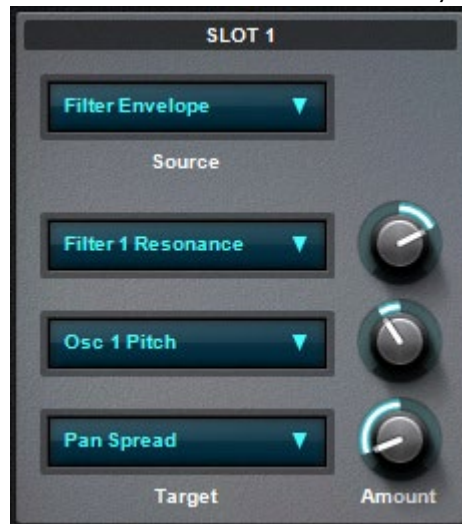 SLOT 1
Filter Envelope
Source
Filter 1 Resonance
Osc 1 Pitch
Pan Spread
Target Amount